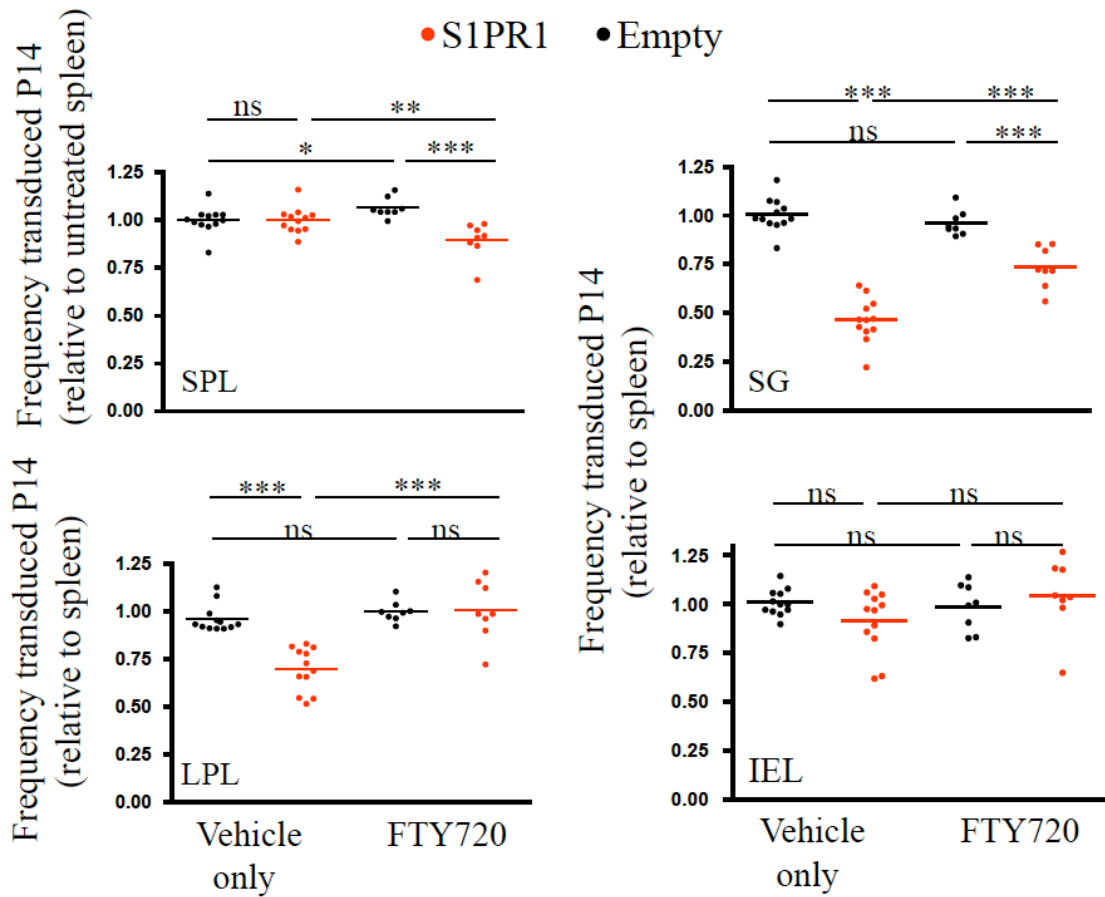 S1PR1 Empty
Frequency transduced P14
(relative to untreated spleen)
ns **
* ***
1.25
1.00
0.75
0.50
0.25
0.00
SPL
Frequency transduced P14
(relative to spleen)
*** ***
ns ***
1.25
1.00
0.75
0.50
0.25
0.00
SG
Frequency transduced P14
(relative to spleen)
*** ***
ns ns
1.25
1.00
0.75
0.50
0.25
0.00
LPL
Vehicle
only
FTY720
ns ns
ns ns
1.25
1.00
0.75
0.50
0.25
0.00
IEL
Vehicle
only
FTY720